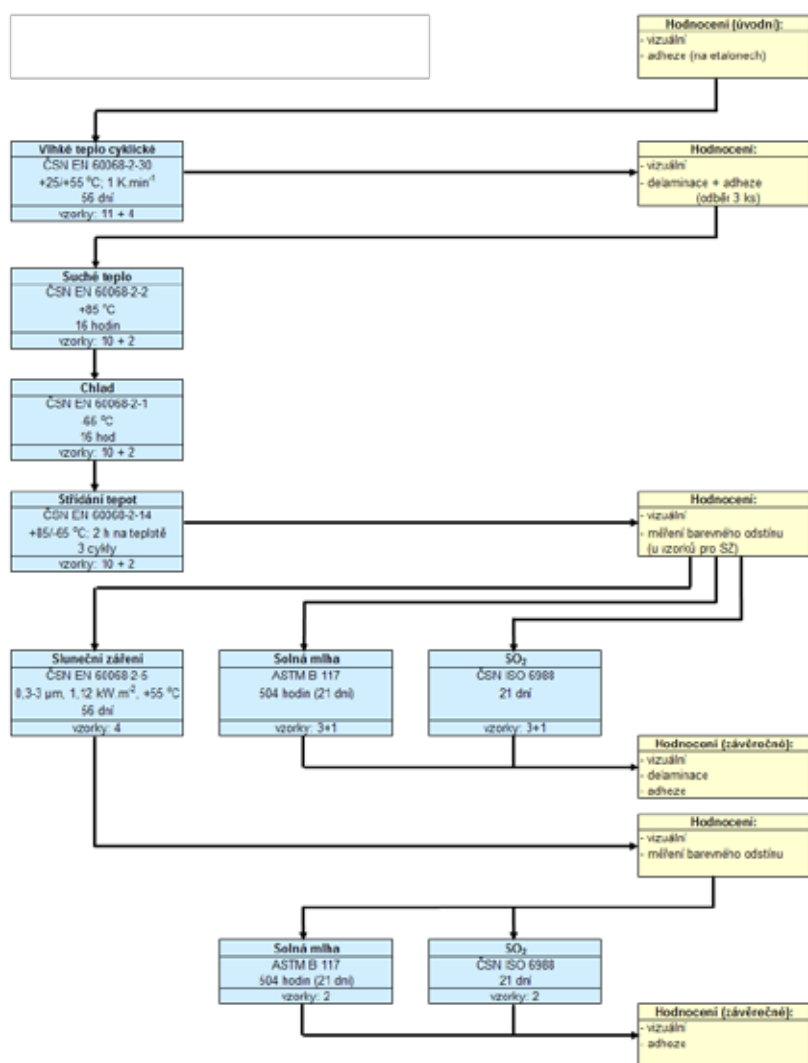 Hodnocení (úvodní):
- vizuální
- adheze (na etalonech)
Vlhké teplo cyklické
ČSN EN 60068-2-30
+25/+55 °C; 1 K.min⁻¹
56 dní
vzorky: 11 + 4
Hodnocení:
- vizuální
- delaminace + adheze
(odběr 3 ks)
Suché teplo
ČSN EN 60068-2-2
+85 °C
16 hodin
vzorky: 10 + 2
Chlad
ČSN EN 60068-2-1
-65 °C
16 hod
vzorky: 10 + 2
Střídání tepot
ČSN EN 60068-2-14
+85/-65 °C; 2 h na teplotě
3 cykly
vzorky: 10 + 2
Hodnocení:
- vizuální
- měření barevného odstínu
(u vzorků pro SZ)
Sluneční záření
ČSN EN 60068-2-5
0,3-3 µm, 1,12 kW.m⁻², +55 °C
56 dní
vzorky: 4
Solná mlha
ASTM B 117
504 hodin (21 dní)
vzorky: 3+1
SO₂
ČSN ISO 6988
21 dní
vzorky: 3+1
Hodnocení (závěrečné):
- vizuální
- delaminace
- adheze
Hodnocení:
- vizuální
- měření barevného odstínu
Solná mlha
ASTM B 117
504 hodin (21 dní)
vzorky: 2
SO₂
ČSN ISO 6988
21 dní
vzorky: 2
Hodnocení (závěrečné):
- vizuální
- adheze